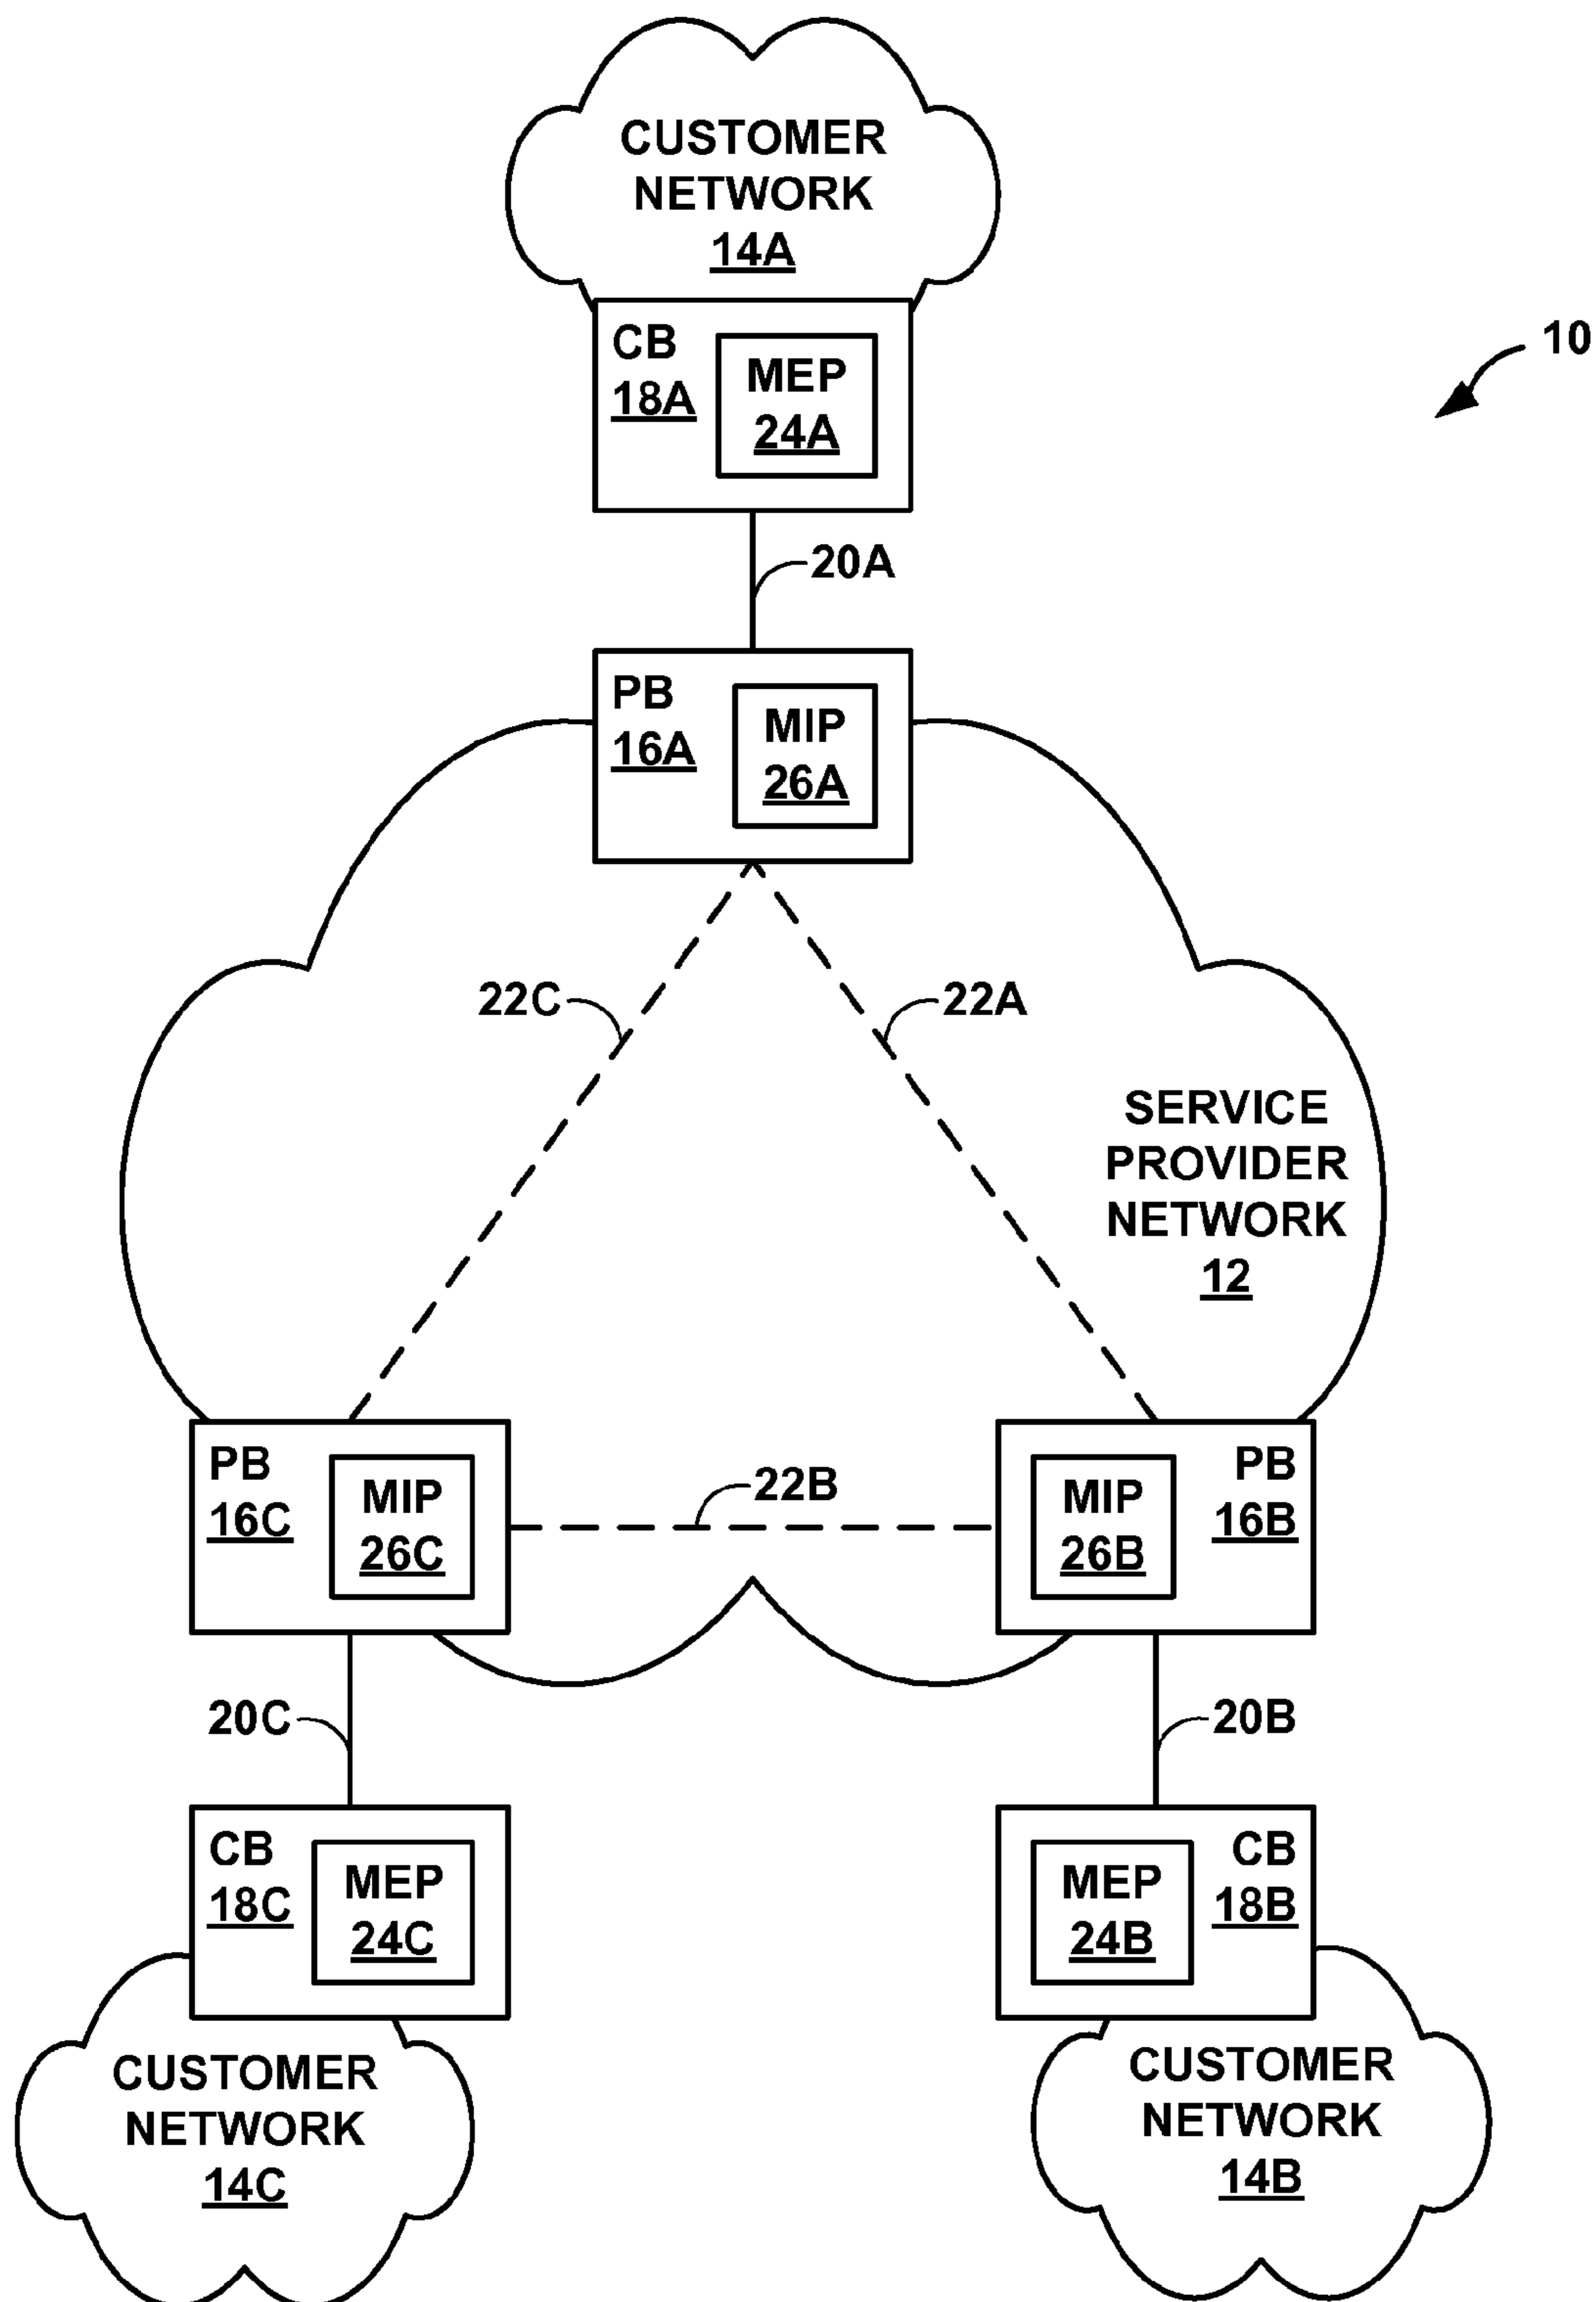 CUSTOMER
NETWORK
14A
CB
18A
MEP
24A
10
20A
PB
16A
MIP
26A
22C
22A
SERVICE
PROVIDER
NETWORK
12
PB
16C
MIP
26C
22B
MIP
26B
PB
16B
20C
20B
CB
18C
MEP
24C
MEP
24B
CB
18B
CUSTOMER
NETWORK
14C
CUSTOMER
NETWORK
14B